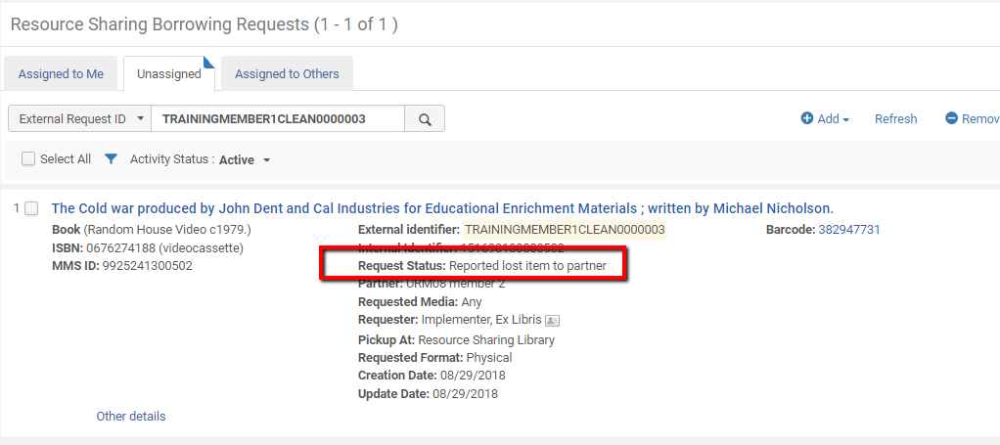 Resource Sharing Borrowing Requests (1 - 1 of 1 )
Assigned to Me Unassigned Assigned to Others
External Request ID TRAININGMEMBER1CLEAN0000003 Add Refresh Remov
Select All Activity Status : Active
1 The Cold war produced by John Dent and Cal Industries for Educational Enrichment Materials ; written by Michael Nicholson.
Book (Random House Video c1979.) External identifier: TRAININGMEMBER1CLEAN0000003 Barcode: 382947731
ISBN: 0676274188 (videocassette) Internal Identifier:
MMS ID: 9925241300502 Request Status: Reported lost item to partner
Partner: URM08 member 2
Requested Media: Any
Requester: Implementer, Ex Libris
Pickup At: Resource Sharing Library
Requested Format: Physical
Creation Date: 08/29/2018
Update Date: 08/29/2018
Other details